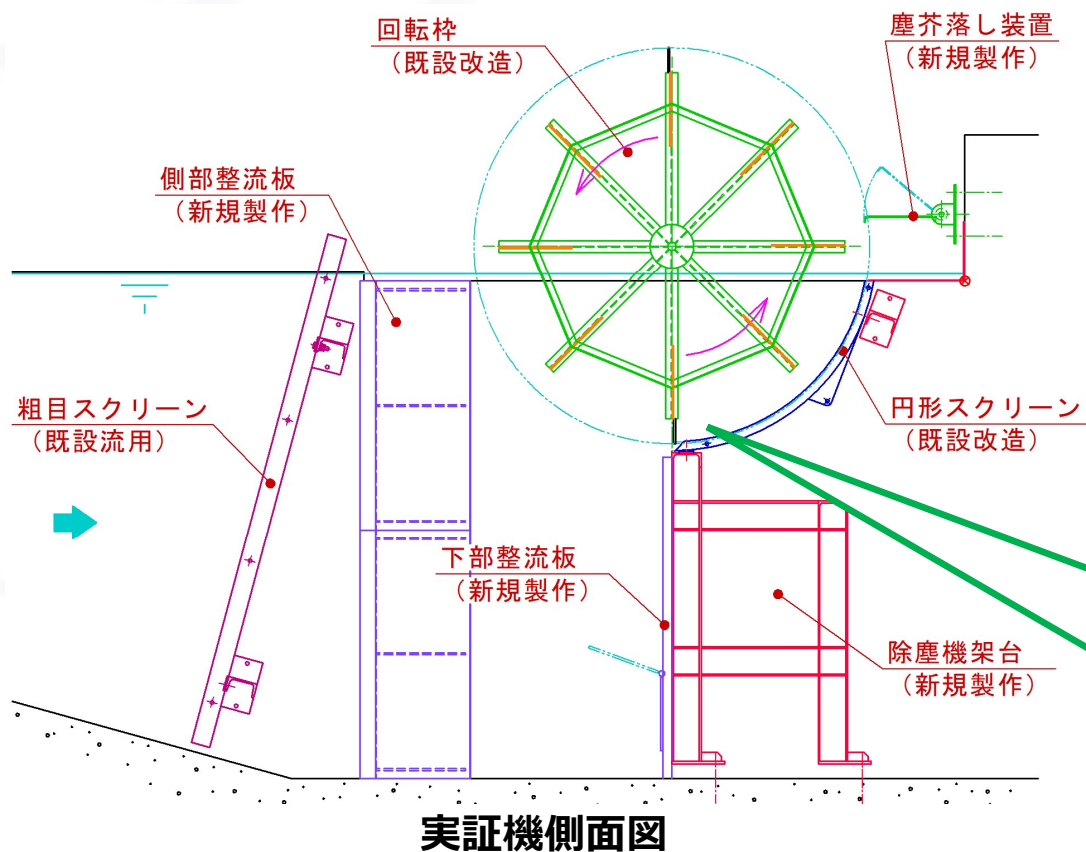 回転枠
（既設改造）
塵芥落し装置
（新規製作）
側部整流板
（新規製作）
粗目スクリーン
（既設流用）
円形スクリーン
（既設改造）
下部整流板
（新規製作）
除塵機架台
（新規製作）
実証機側面図